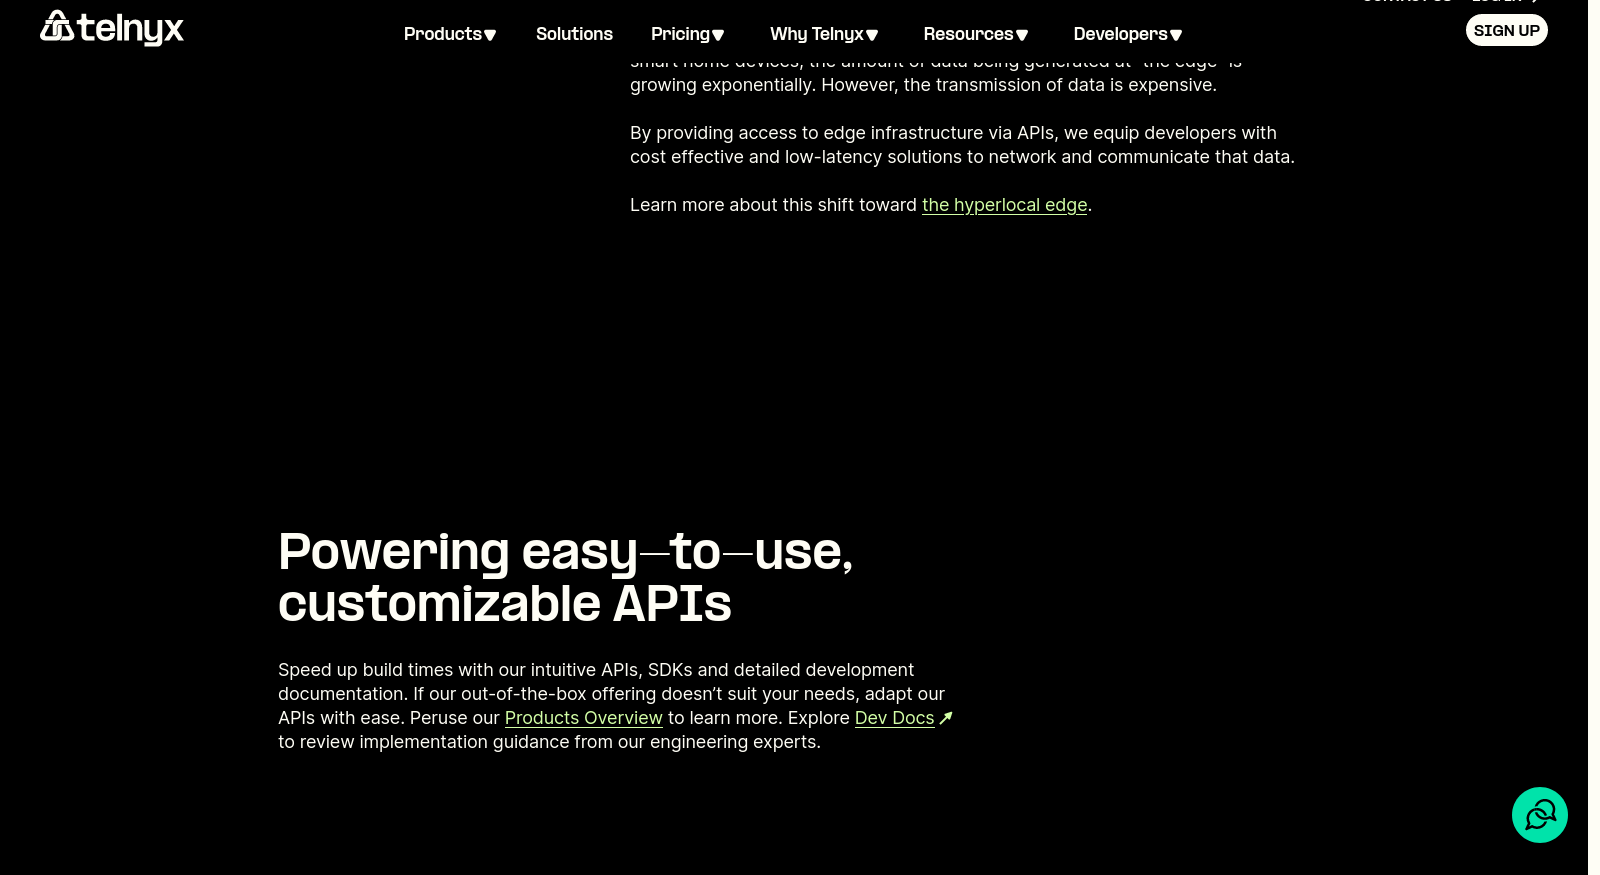 telnyx
Products
Solutions
Pricing
Why Telnyx
Resources
Developers
SIGN UP
smart home devices, the amount of data being generated at "the edge" is
growing exponentially. However, the transmission of data is expensive.
By providing access to edge infrastructure via APIs, we equip developers with
cost effective and low-latency solutions to network and communicate that data.
Learn more about this shift toward the hyperlocal edge.
Powering easy-to-use,
customizable APIs
Speed up build times with our intuitive APIs, SDKs and detailed development
documentation. If our out-of-the-box offering doesn’t suit your needs, adapt our
APIs with ease. Peruse our Products Overview to learn more. Explore Dev Docs
to review implementation guidance from our engineering experts.